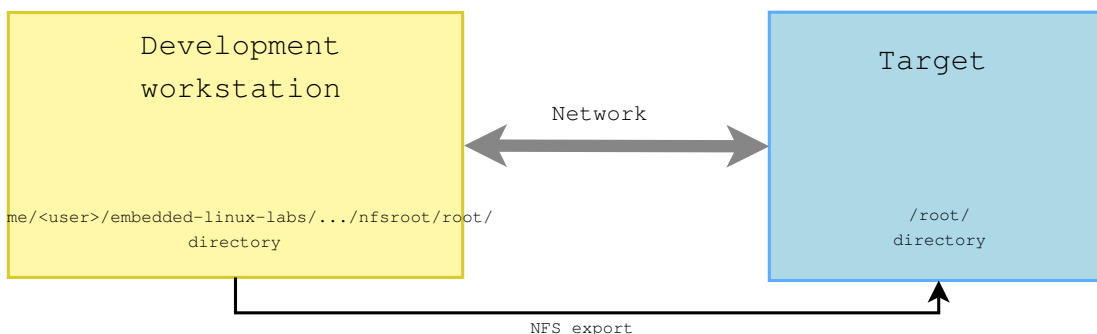 Development
workstation
me/<user>/embedded-linux-labs/.../nfsroot/root/
directory
Network
Target
/root/
directory
NFS export